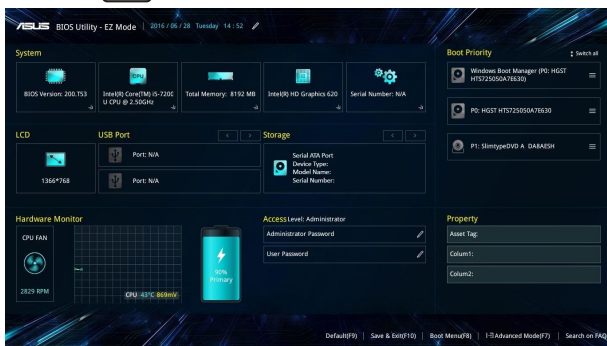 ASUS BIOS Utility - EZ Mode 2016 / 06 / 28 Tuesday 14 : 52
System
BIOS Version: 200.T53
Intel(R) Core(TM) i5-7200
U CPU @ 2.50GHz
Total Memory: 8192 MB
Intel(R) HD Graphics 620
Serial Number: N/A
Boot Priority
Switch all
Windows Boot Manager (P0: HGST
HTS725050A7E630)
P0: HGST HTS725050A7E630
P1: SlimtypeDVD A DA8AESH
LCD
1366*768
USB Port
< >
Port: N/A
Port: N/A
Storage
< >
Serial ATA Port
Device Type:
Model Name:
Serial Number:
Hardware Monitor
CPU FAN
2829 RPM
CPU 43°C 869mV
90%
Primary
Access Level: Administrator
Administrator Password
User Password
Property
Asset Tag:
Colum1:
Colum2:
Default(F9) | Save & Exit(F10) | Boot Menu(F8) | Advanced Mode(F7) | Search on FAQ